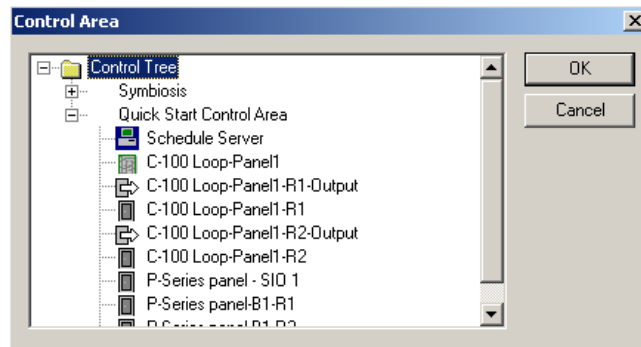 Control Area
Control Tree
OK
Symbiosis
Cancel
Quick Start Control Area
Schedule Server
C-100 Loop-Panel1
C-100 Loop-Panel1-R1-Output
C-100 Loop-Panel1-R1
C-100 Loop-Panel1-R2-Output
C-100 Loop-Panel1-R2
P-Series panel - SIO 1
P-Series panel-B1-R1